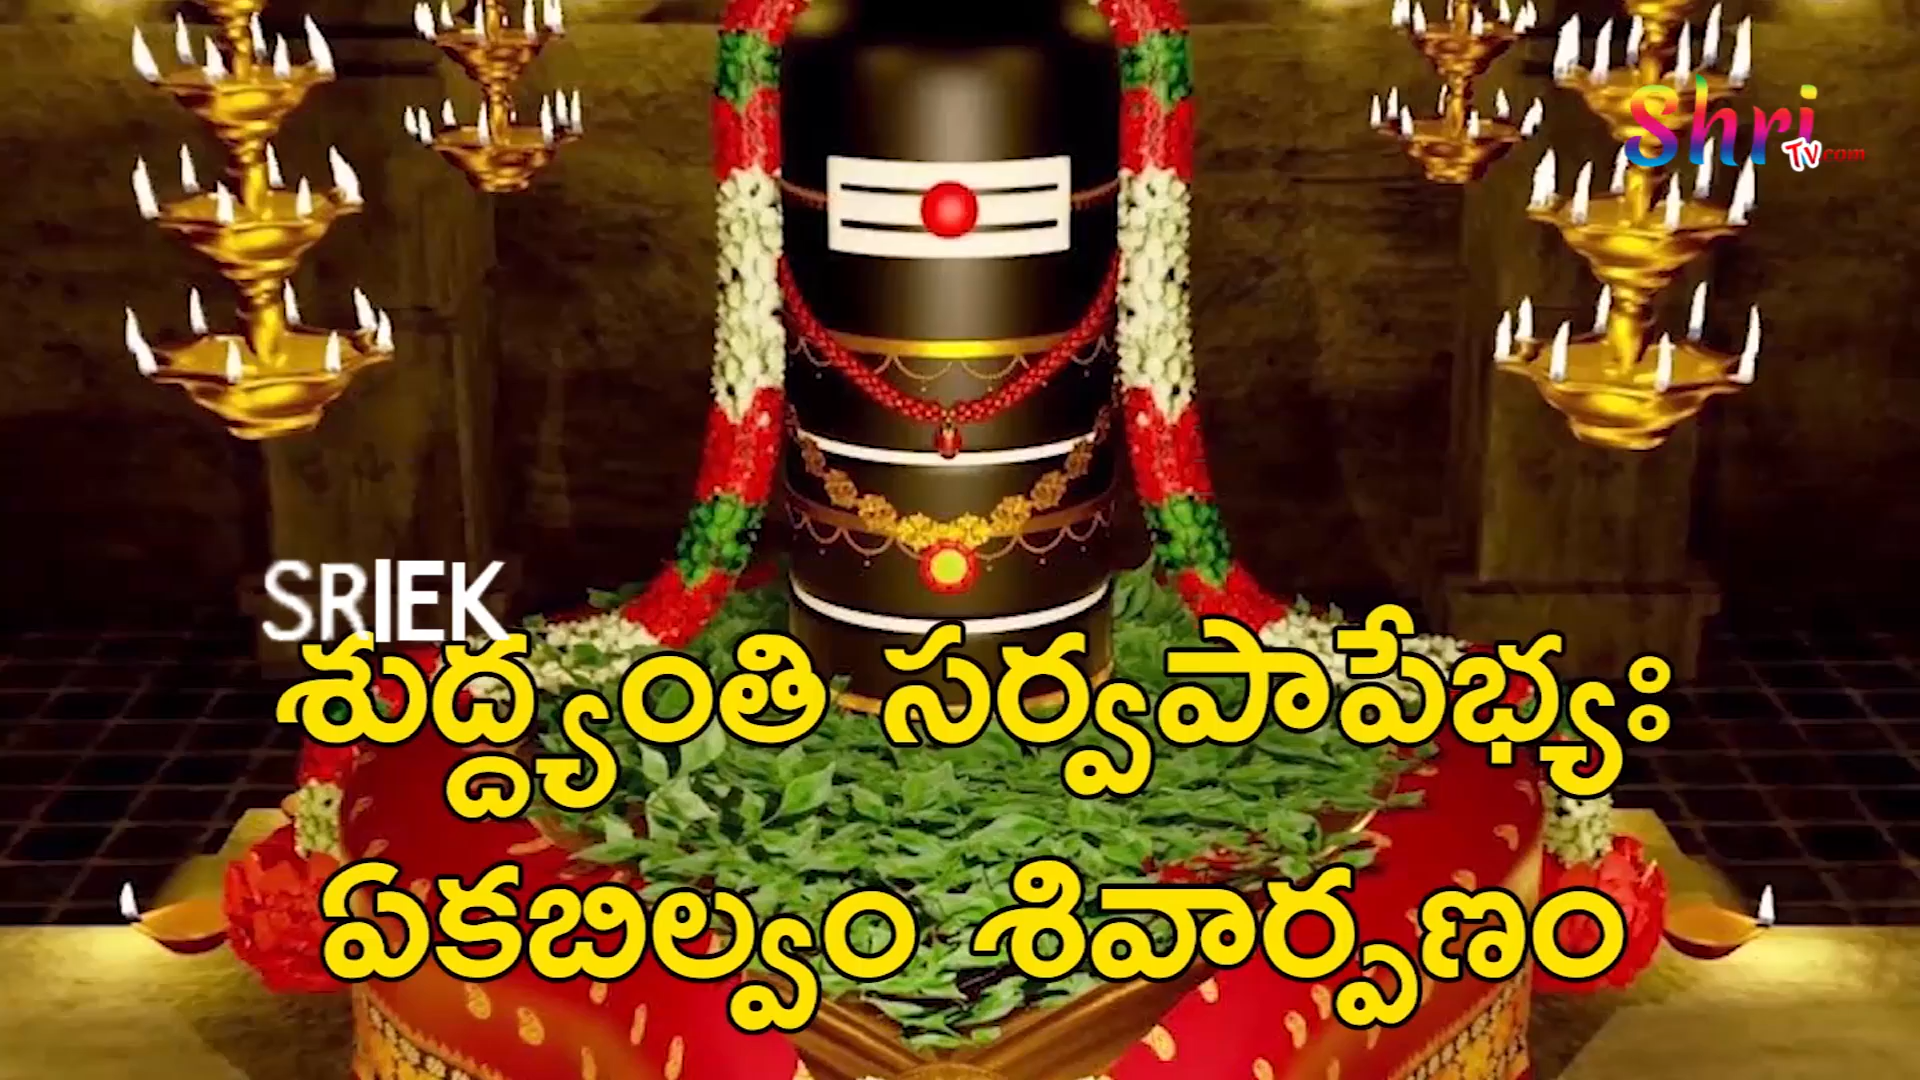 Shri
Tv.com
SRIEK
శుద్ద్యంతి సర్వపాపేభ్యః
ఏకబిల్వం శివార్పణం